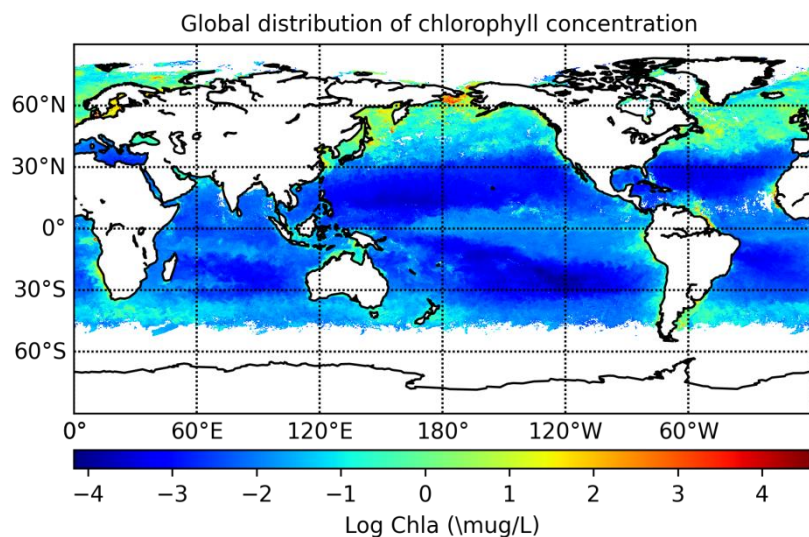 Global distribution of chlorophyll concentration
60°N
30°N
0°
30°S
60°S
0° 60°E 120°E 180° 120°W 60°W
−4 −3 −2 −1 0 1 2 3 4
Log Chla (\mug/L)